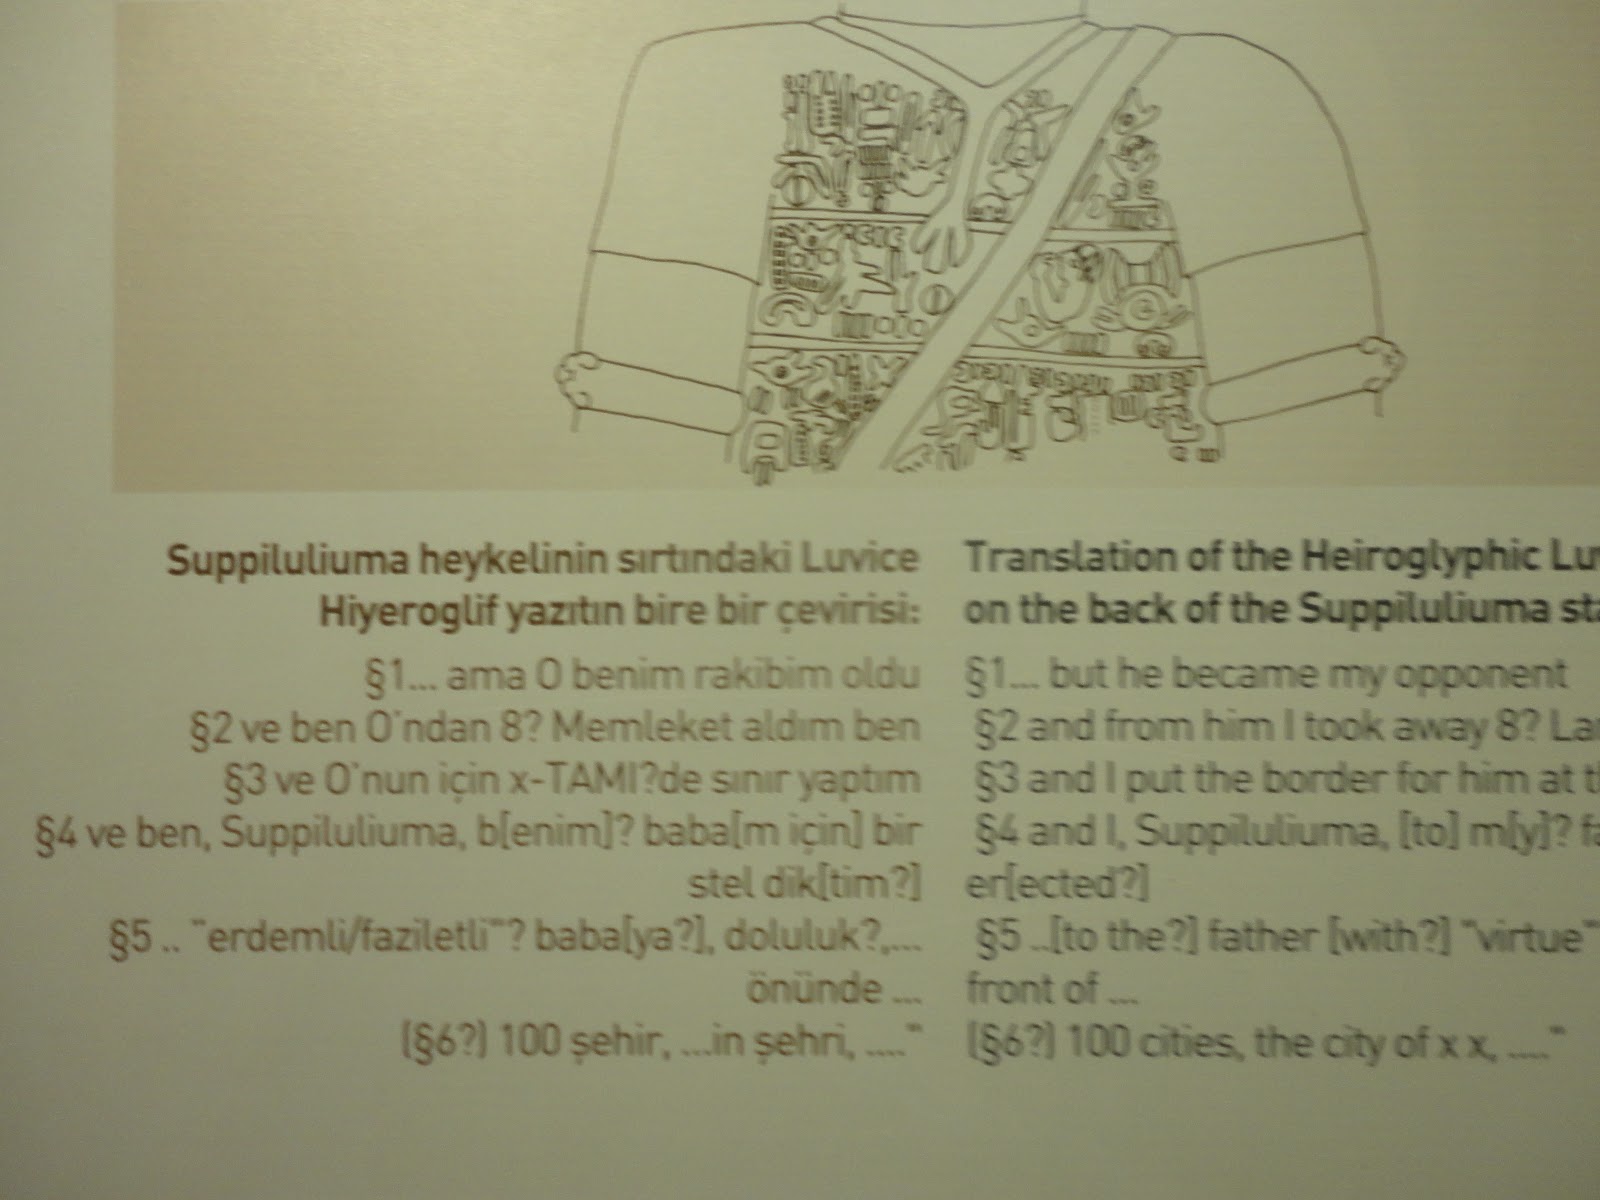 Suppiluliuma heykelinin sırtındaki Luvice
Hiyeroglif yazıtın bire bir çevirisi:
§1... ama O benim rakibim oldu
§2 ve ben O'ndan 8? Memleket aldım ben
§3 ve O'nun için x-TAMI?de sınır yaptım
§4 ve ben, Suppiluliuma, b[enim]? baba[m için] bir
stel dik[tim?]
§5 .. "erdemli/faziletli"? baba[ya?], doluluk?,...
önünde ...
(§6?) 100 şehir, ...in şehri, ...."
Translation of the Heiroglyphic
on the back of the Suppiluliuma
§1... but he became my opponent
§2 and from him I took away 8?
§3 and I put the border for him at
§4 and I, Suppiluliuma, [to] m[y]?
er[ected?]
§5 ..[to the?] father [with?] "virtue"
front of ...
(§6?) 100 cities, the city of x x, ...."